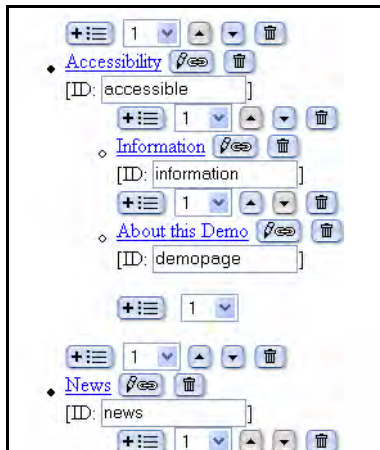 1
Accessibility
[ID: accessible ]
1
Information
[ID: information ]
1
About this Demo
[ID: demopage ]
1
1
News
[ID: news ]
1